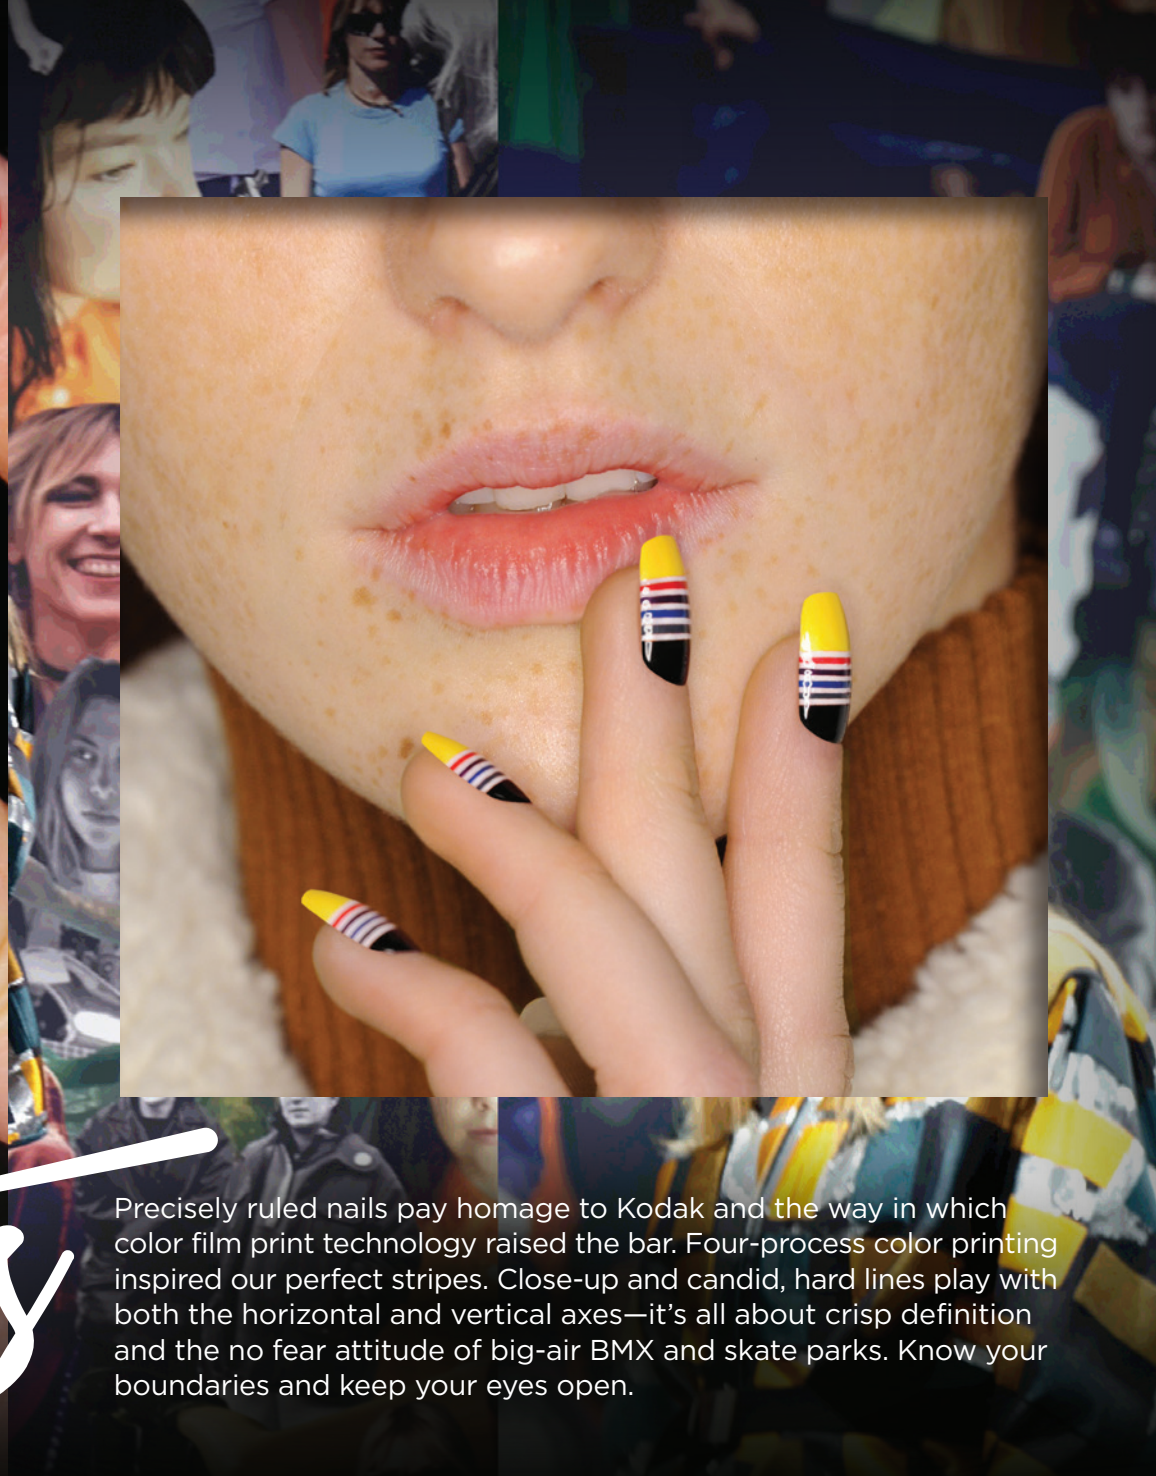 Precisely ruled nails pay homage to Kodak and the way in which
color film print technology raised the bar. Four-process color printing
inspired our perfect stripes. Close-up and candid, hard lines play with
both the horizontal and vertical axes—it’s all about crisp definition
and the no fear attitude of big-air BMX and skate parks. Know your
boundaries and keep your eyes open.